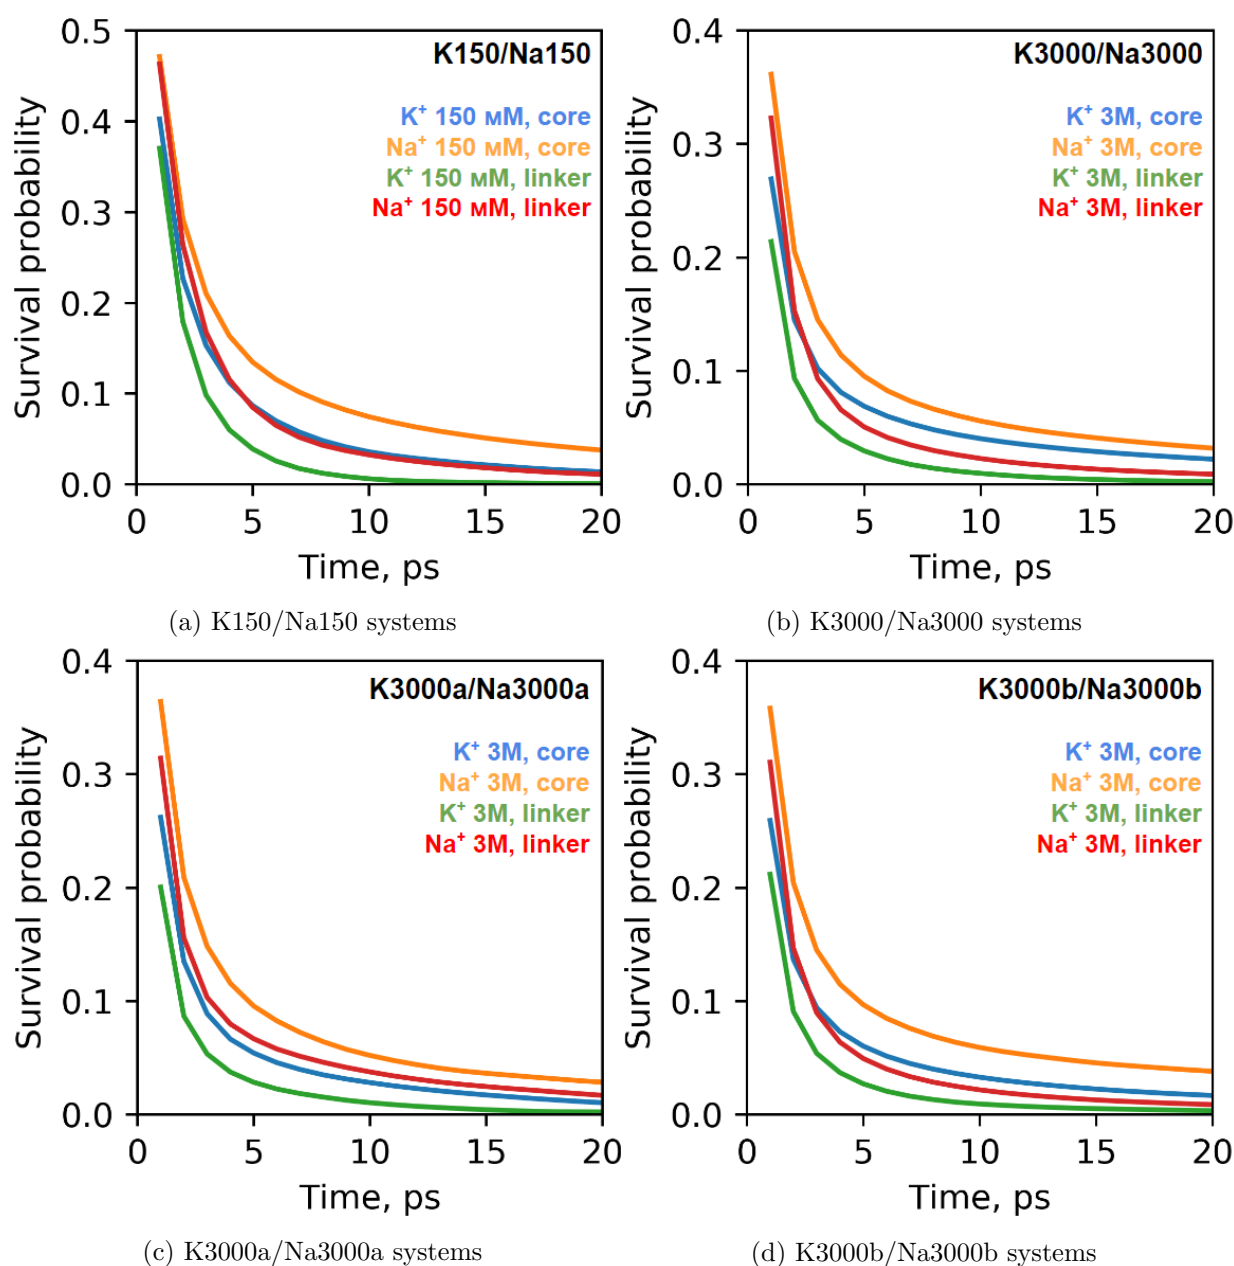 K150/Na150
K⁺ 150 мM, core
Na⁺ 150 мM, core
K⁺ 150 мM, linker
Na⁺ 150 мM, linker
Survival probability
0.5
0.4
0.3
0.2
0.1
0.0
0 5 10 15 20
Time, ps
(a) K150/Na150 systems
K3000/Na3000
K⁺ 3M, core
Na⁺ 3M, core
K⁺ 3M, linker
Na⁺ 3M, linker
Survival probability
0.4
0.3
0.2
0.1
0.0
0 5 10 15 20
Time, ps
(b) K3000/Na3000 systems
K3000a/Na3000a
K⁺ 3M, core
Na⁺ 3M, core
K⁺ 3M, linker
Na⁺ 3M, linker
Survival probability
0.4
0.3
0.2
0.1
0.0
0 5 10 15 20
Time, ps
(c) K3000a/Na3000a systems
K3000b/Na3000b
K⁺ 3M, core
Na⁺ 3M, core
K⁺ 3M, linker
Na⁺ 3M, linker
Survival probability
0.4
0.3
0.2
0.1
0.0
0 5 10 15 20
Time, ps
(d) K3000b/Na3000b systems